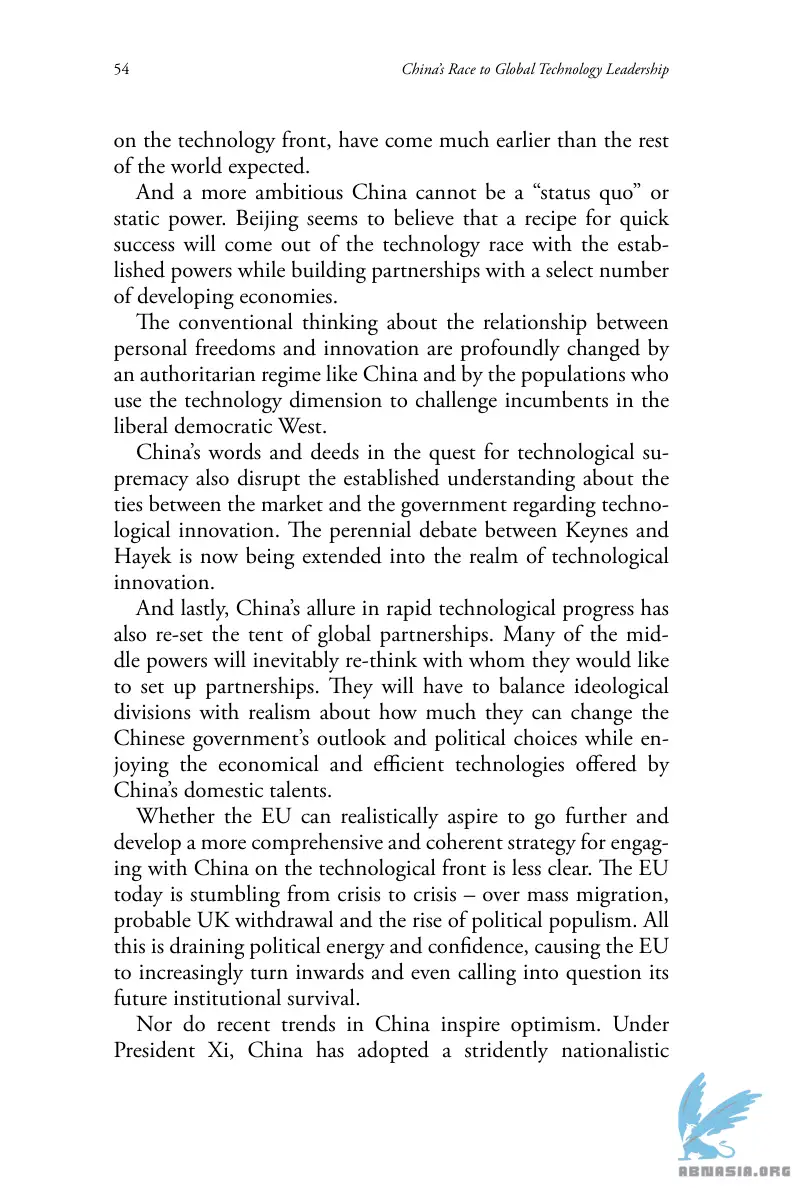 54
China’s Race to Global Technology Leadership
on the technology front, have come much earlier than the rest
of the world expected.
And a more ambitious China cannot be a “status quo” or
static power. Beijing seems to believe that a recipe for quick
success will come out of the technology race with the estab-
lished powers while building partnerships with a select number
of developing economies.
The conventional thinking about the relationship between
personal freedoms and innovation are profoundly changed by
an authoritarian regime like China and by the populations who
use the technology dimension to challenge incumbents in the
liberal democratic West.
China’s words and deeds in the quest for technological su-
premacy also disrupt the established understanding about the
ties between the market and the government regarding techno-
logical innovation. The perennial debate between Keynes and
Hayek is now being extended into the realm of technological
innovation.
And lastly, China’s allure in rapid technological progress has
also re-set the tent of global partnerships. Many of the mid-
dle powers will inevitably re-think with whom they would like
to set up partnerships. They will have to balance ideological
divisions with realism about how much they can change the
Chinese government’s outlook and political choices while en-
joying the economical and efficient technologies offered by
China’s domestic talents.
Whether the EU can realistically aspire to go further and
develop a more comprehensive and coherent strategy for engag-
ing with China on the technological front is less clear. The EU
today is stumbling from crisis to crisis – over mass migration,
probable UK withdrawal and the rise of political populism. All
this is draining political energy and confidence, causing the EU
to increasingly turn inwards and even calling into question its
future institutional survival.
Nor do recent trends in China inspire optimism. Under
President Xi, China has adopted a stridently nationalistic
ABNASIA.ORG